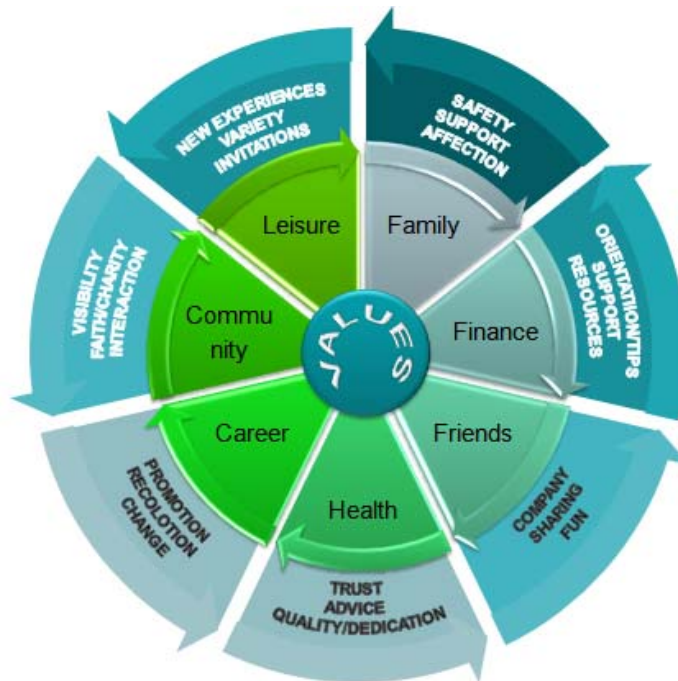 NEW EXPERIENCES
VARIETY
INVITATIONS
SAFETY
SUPPORT
AFFECTION
ORIENTATIION/TIPS
SUPPORT
RESOURCES
COMPANY
SHARING
FUN
TRUST
ADVICE
QUALITY/DEDICATION
PROMOTION
RECOLOTION
CHANGE
VISIBILITY
FAITH/CHARITY
INTERACTION
Leisure
Family
Finance
Friends
Health
Career
Commu
nity
VALUES